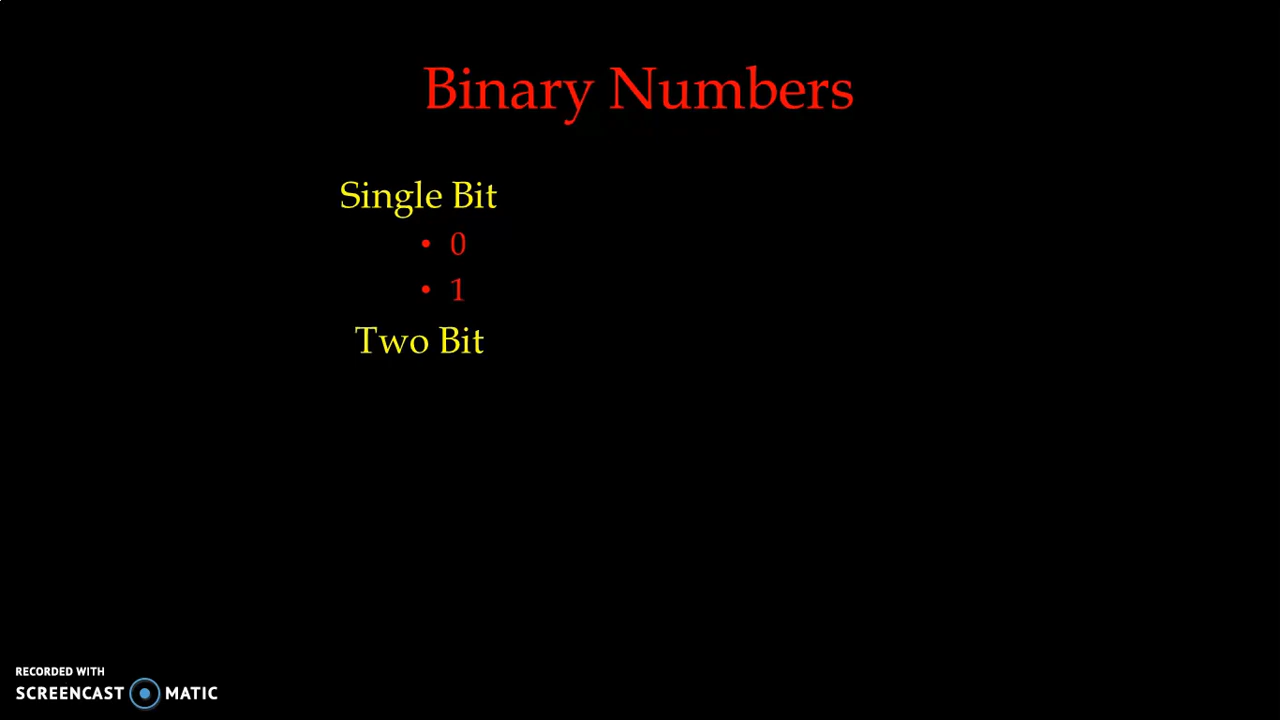 Binary Numbers
Single Bit
• 0
• 1
Two Bit
RECORDED WITH
SCREENCAST MATIC